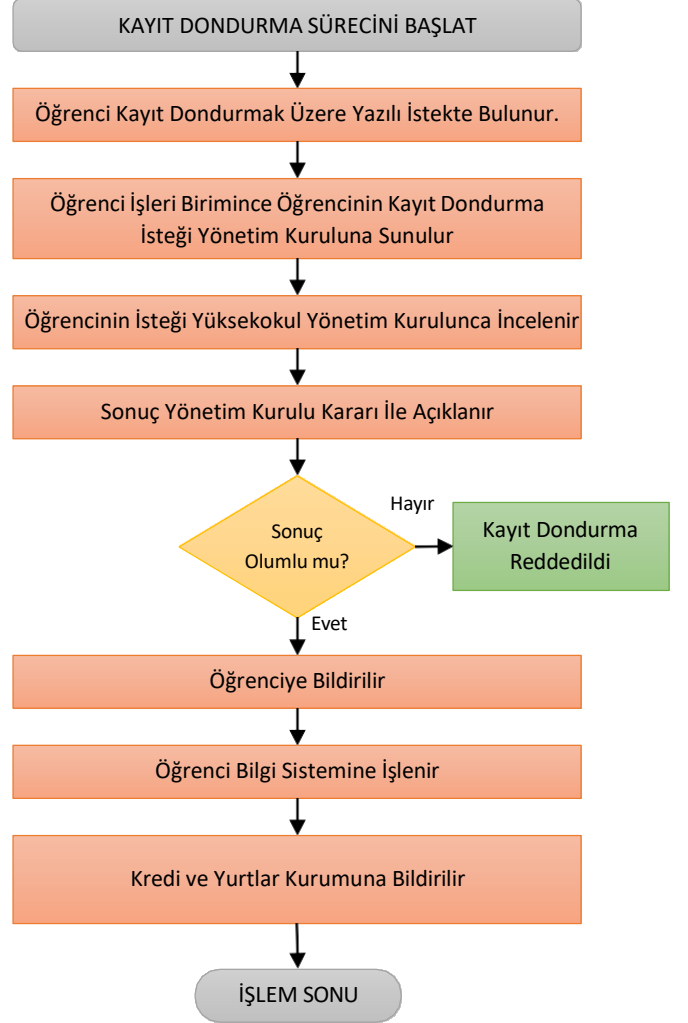 KAYIT DONDURMA SÜRECİNİ BAŞLAT
Öğrenci Kayıt Dondurmak Üzere Yazılı İstekte Bulunur.
Öğrenci İşleri Birimince Öğrencinin Kayıt Dondurma
İsteği Yönetim Kuruluna Sunulur
Öğrencinin İsteği Yüksekokul Yönetim Kurulunca İncelenir
Sonuç Yönetim Kurulu Kararı İle Açıklanır
Sonuç
Olumlu mu?
Hayır
Kayıt Dondurma
Reddedildi
Evet
Öğrenciye Bildirilir
Öğrenci Bilgi Sistemine İşlenir
Kredi ve Yurtlar Kurumuna Bildirilir
İŞLEM SONU